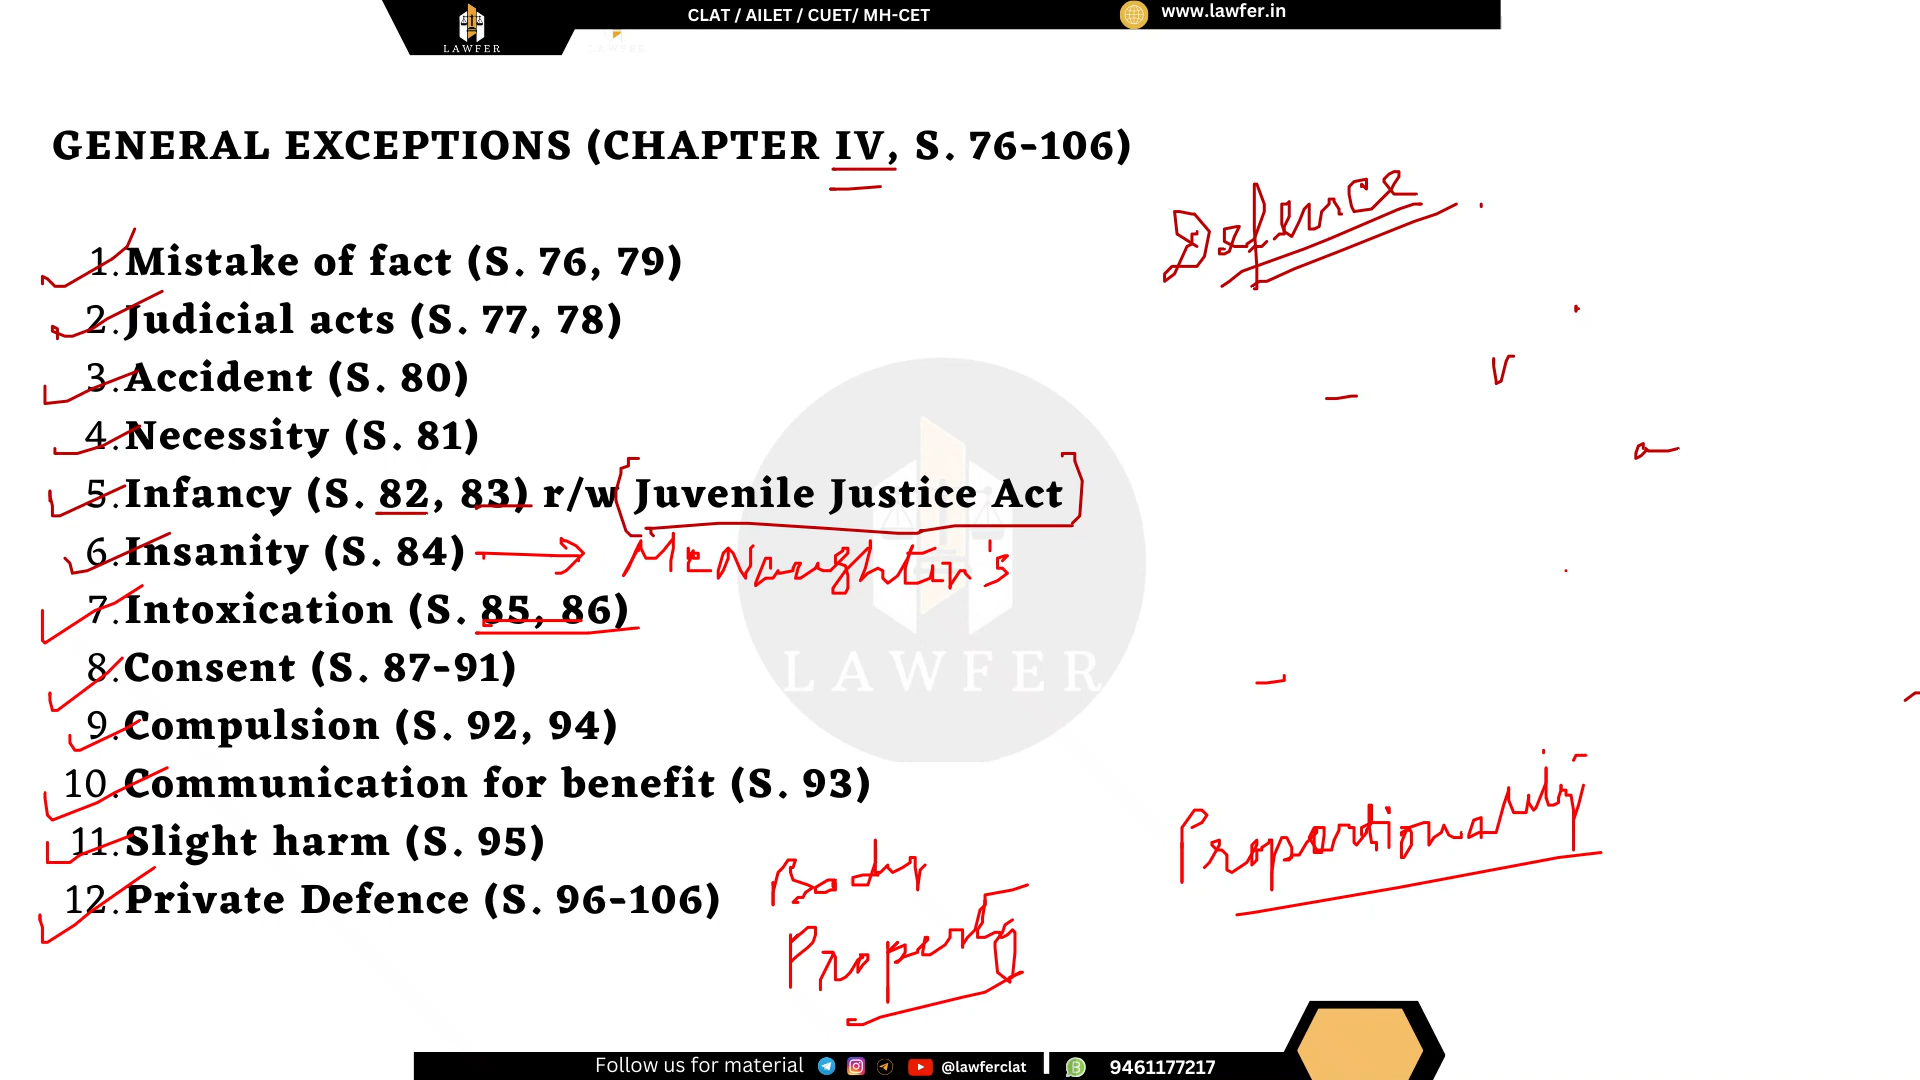 CLAT / AILET / CUET/ MH-CET
www.lawfer.in
LAWFER
GENERAL EXCEPTIONS (CHAPTER IV, S. 76-106)
Defence
1. Mistake of fact (S. 76, 79)
2. Judicial acts (S. 77, 78)
3. Accident (S. 80)
4. Necessity (S. 81)
5. Infancy (S. 82, 83) r/w Juvenile Justice Act
6. Insanity (S. 84) → McNaughtin's
7. Intoxication (S. 85, 86)
8. Consent (S. 87-91)
LAWFER
9. Compulsion (S. 92, 94)
10. Communication for benefit (S. 93)
11. Slight harm (S. 95)
Proportionality
12. Private Defence (S. 96-106)
Body
Property
Follow us for material @lawferclat 9461177217